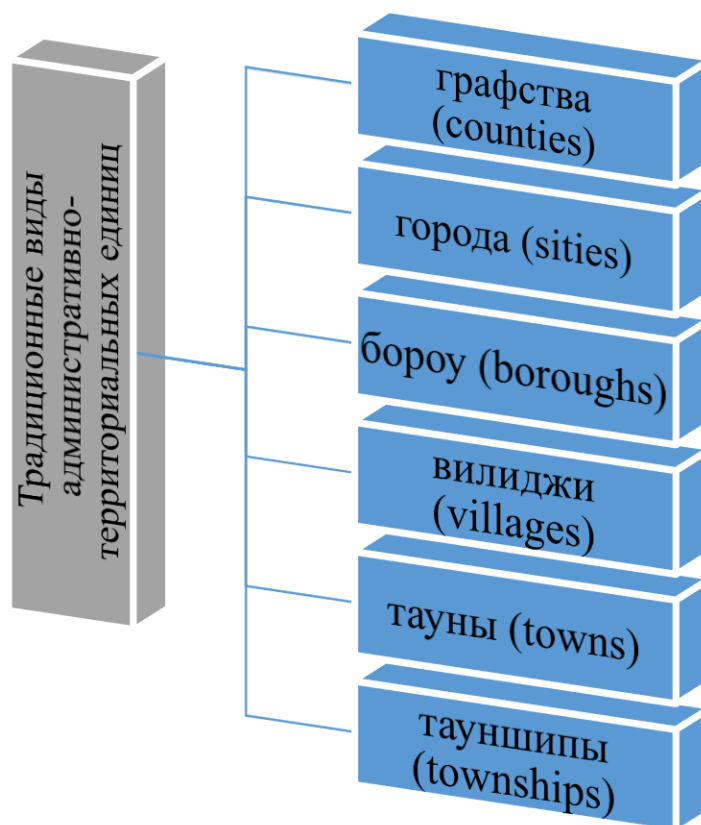 Традиционные виды
административно-
территориальных единиц
графства
(counties)
города (sities)
бороу (boroughs)
вилиджи
(villages)
тауны (towns)
тауншипы
(townships)